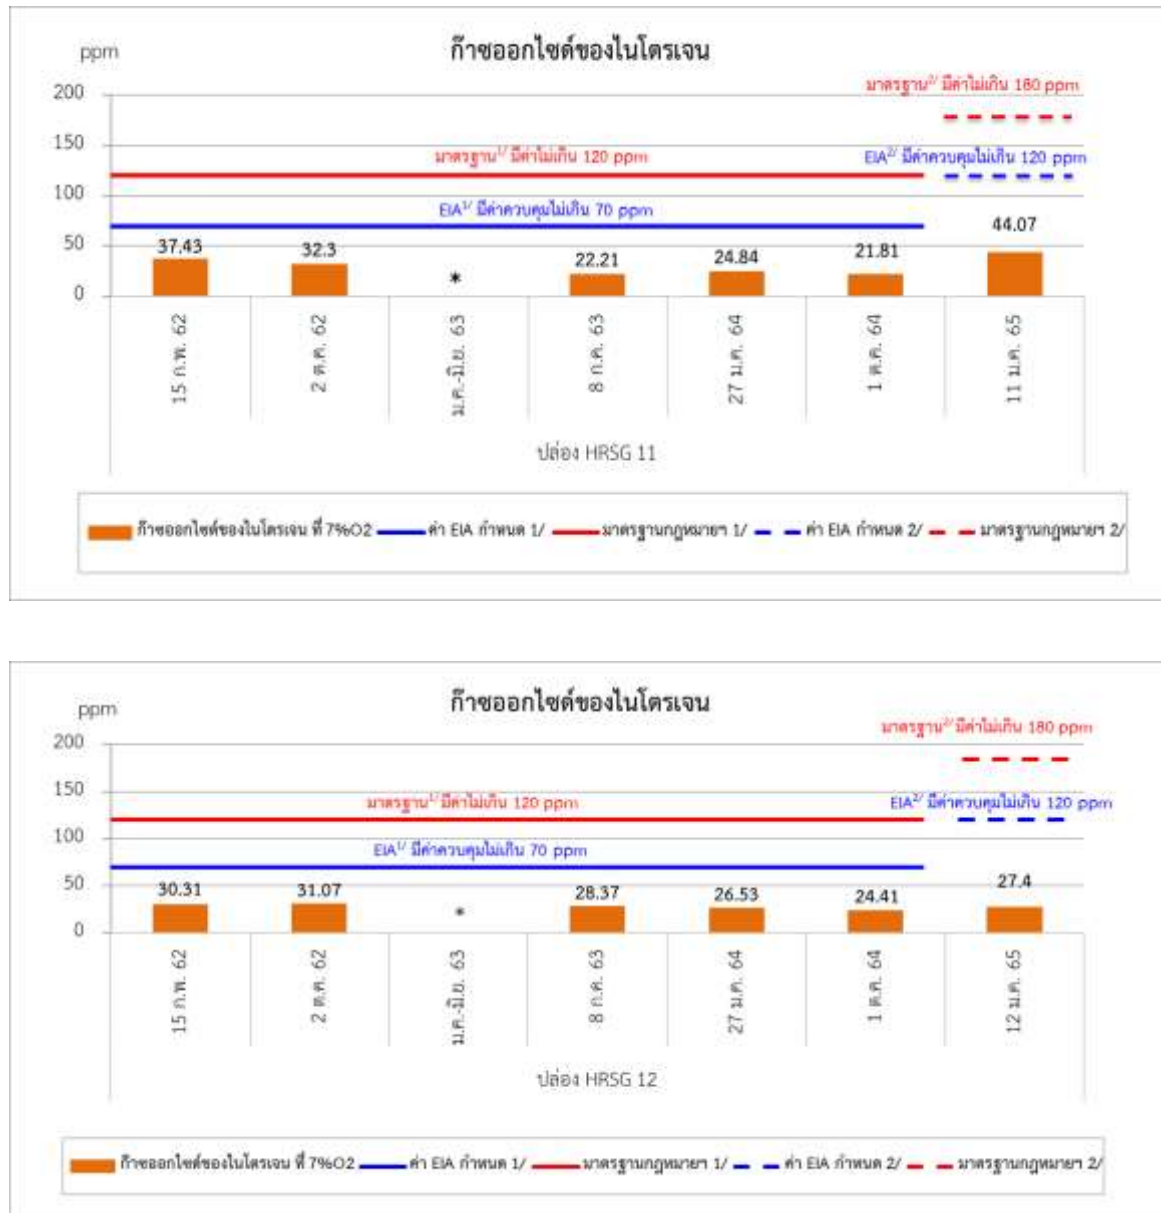 ก๊าซออกไซด์ของไนโตรเจน
ppm
มาตรฐาน2/ มีค่าไม่เกิน 180 ppm
200
150
มาตรฐาน1/ มีค่าไม่เกิน 120 ppm
EIA2/ มีค่าควบคุมไม่เกิน 120 ppm
100
EIA1/ มีค่าควบคุมไม่เกิน 70 ppm
50
0
37.43 32.3 * 22.21 24.84 21.81 44.07
15 ก.พ. 62
2 ต.ค. 62
ม.ค.-มิ.ย. 63
8 ก.ค. 63
27 ม.ค. 64
1 ต.ค. 64
11 ม.ค. 65
ปล่อง HRSG 11
ก๊าซออกไซด์ของไนโตรเจน ที่ 7%O2 ค่า EIA กำหนด 1/ มาตรฐานกฎหมายฯ 1/ ค่า EIA กำหนด 2/ มาตรฐานกฎหมายฯ 2/
ก๊าซออกไซด์ของไนโตรเจน
ppm
มาตรฐาน2/ มีค่าไม่เกิน 180 ppm
200
150
มาตรฐาน1/ มีค่าไม่เกิน 120 ppm
EIA2/ มีค่าควบคุมไม่เกิน 120 ppm
100
EIA1/ มีค่าควบคุมไม่เกิน 70 ppm
50
0
30.31 31.07 * 28.37 26.53 24.41 27.4
15 ก.พ. 62
2 ต.ค. 62
ม.ค.-มิ.ย. 63
8 ก.ค. 63
27 ม.ค. 64
1 ต.ค. 64
12 ม.ค. 65
ปล่อง HRSG 12
ก๊าซออกไซด์ของไนโตรเจน ที่ 7%O2 ค่า EIA กำหนด 1/ มาตรฐานกฎหมายฯ 1/ ค่า EIA กำหนด 2/ มาตรฐานกฎหมายฯ 2/